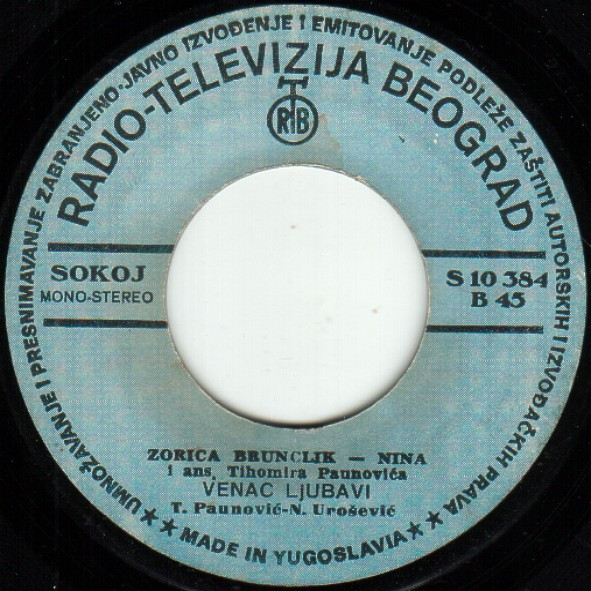 UMNOŽAVANJE I PRESNIMAVANJE ZABRANJENO·JAVNO IZVOĐENJE I EMITOVANJE PODLEŽE ZAŠTITI AUTORSKIH I IZVOĐAČKIH PRAVA
RADIO-TELEVIZIJA BEOGRAD
RTB
SOKOJ
MONO-STEREO
S 10 384
B 45
ZORICA BRUNCLIK — NINA
i ans. Tihomira Paunovića
VENAC LjUBAVI
T. Paunović-N. Urošević
★ ★ MADE IN YUGOSLAVIA ★ ★